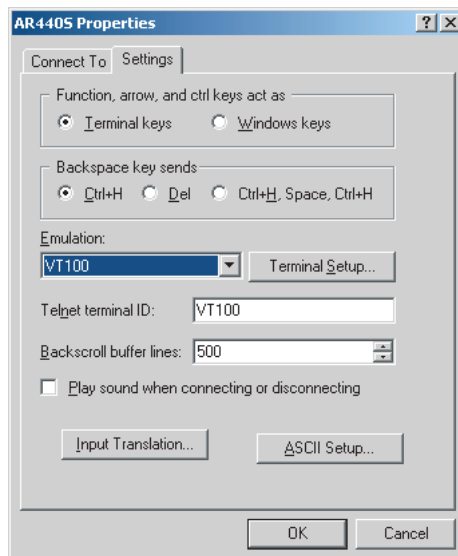 AR440S Properties
Connect To Settings
Function, arrow, and ctrl keys act as
Terminal keys Windows keys
Backspace key sends
Ctrl+H Del Ctrl+H, Space, Ctrl+H
Emulation:
VT100 Terminal Setup...
Telnet terminal ID: VT100
Backscroll buffer lines: 500
Play sound when connecting or disconnecting
Input Translation... ASCII Setup...
OK Cancel